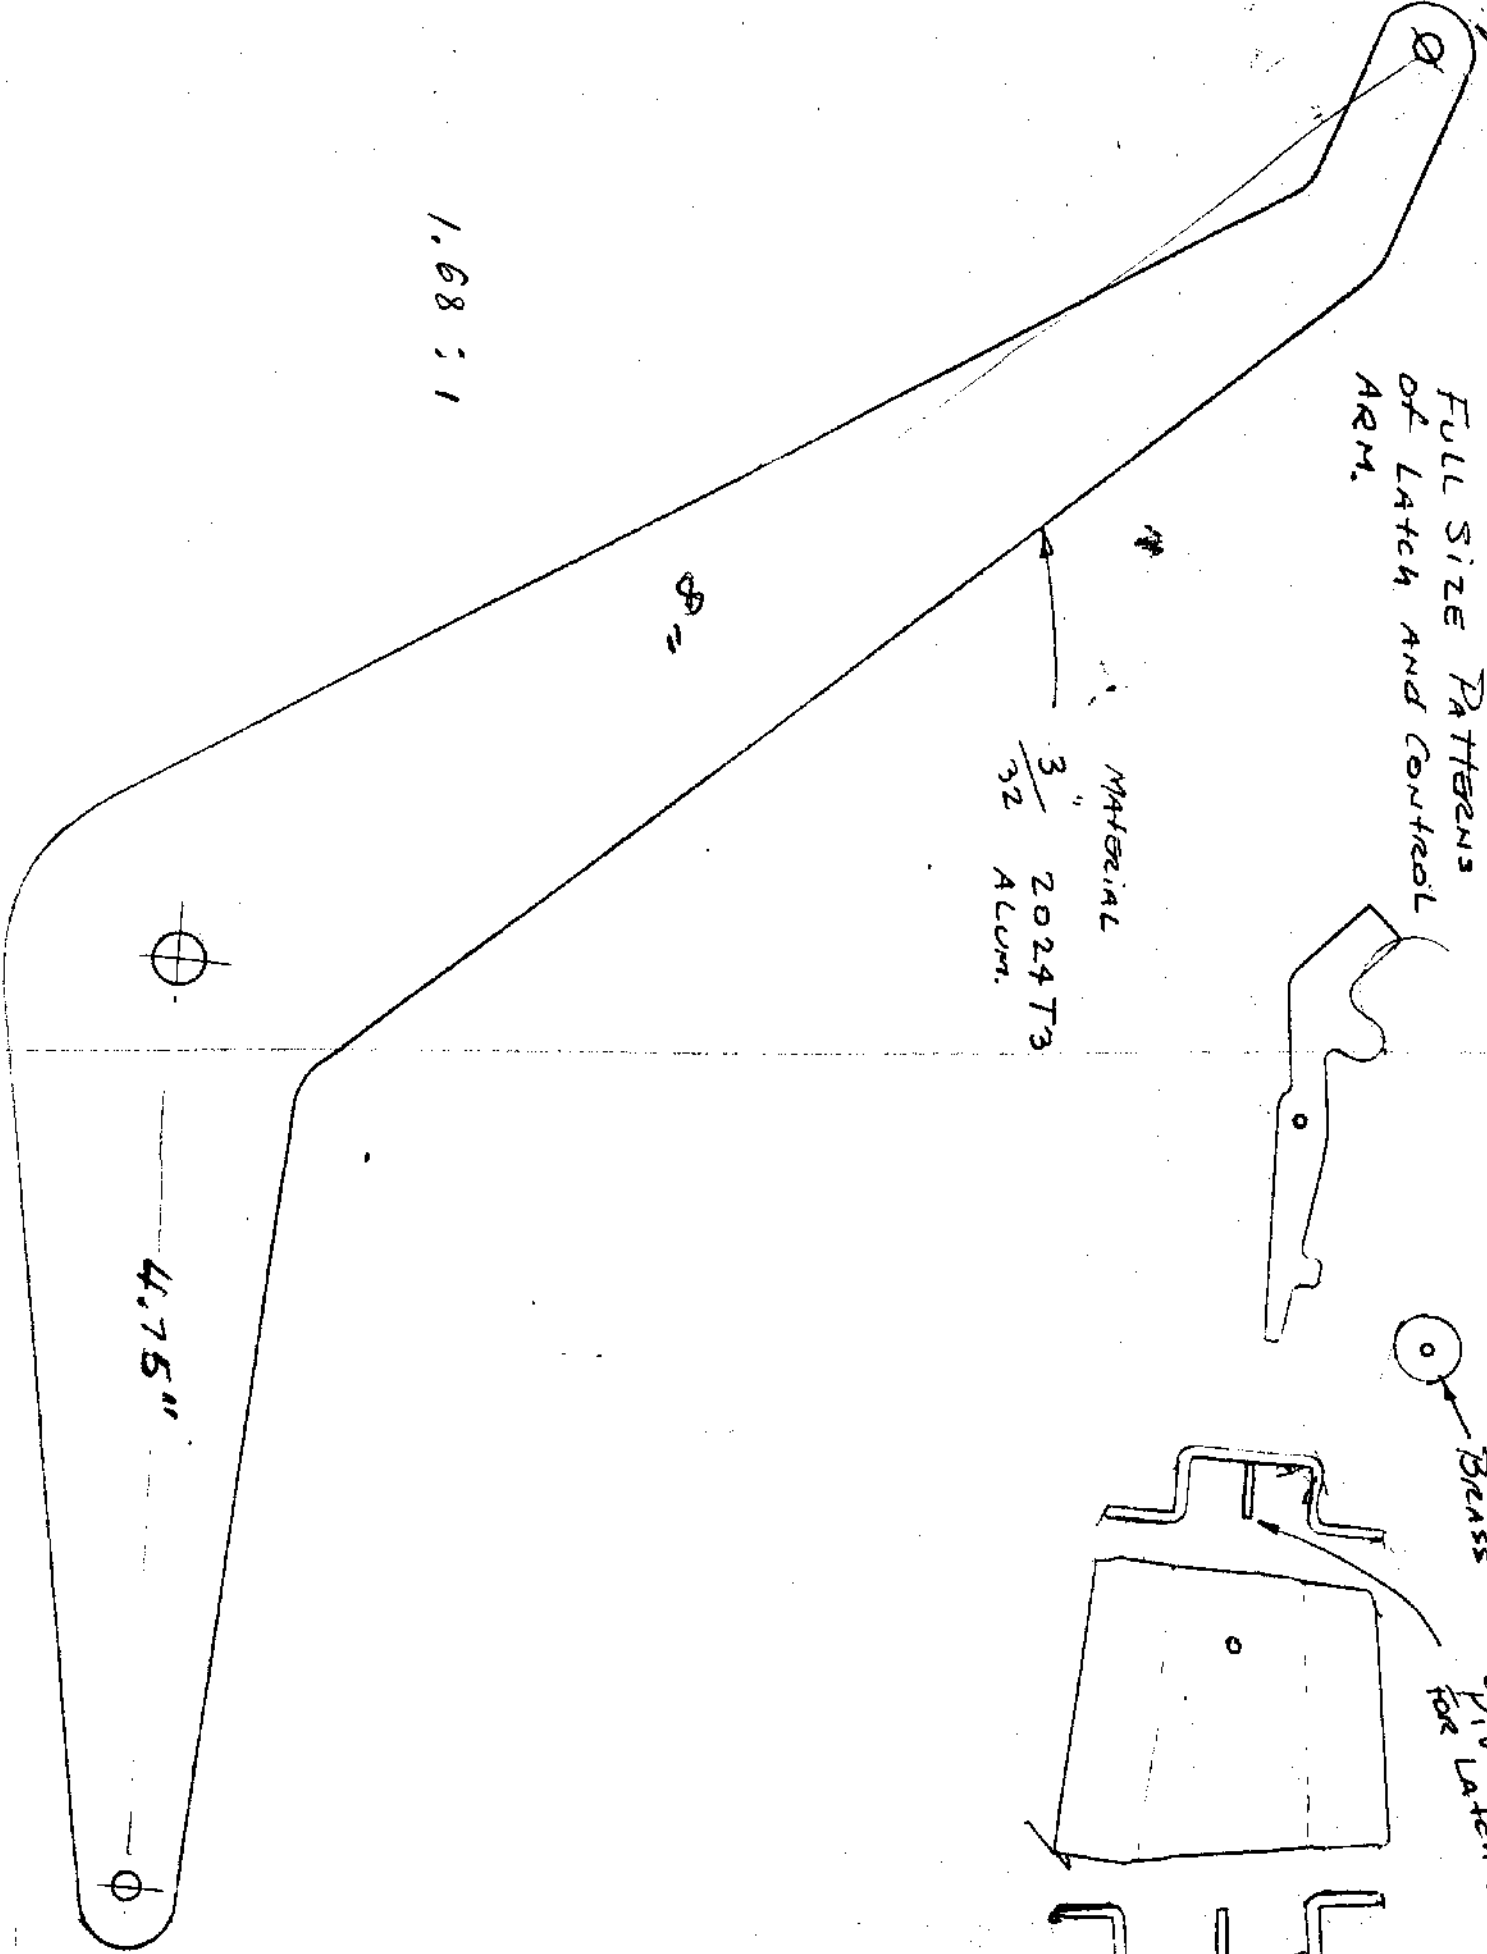 FULL SIZE PATTERNS
OF LATCH AND CONTROL
ARM.
MATERIAL
3/32" 2024T3
ALUM.
8"
1.68 : 1
4.75"
BRASS
FOR LATCH